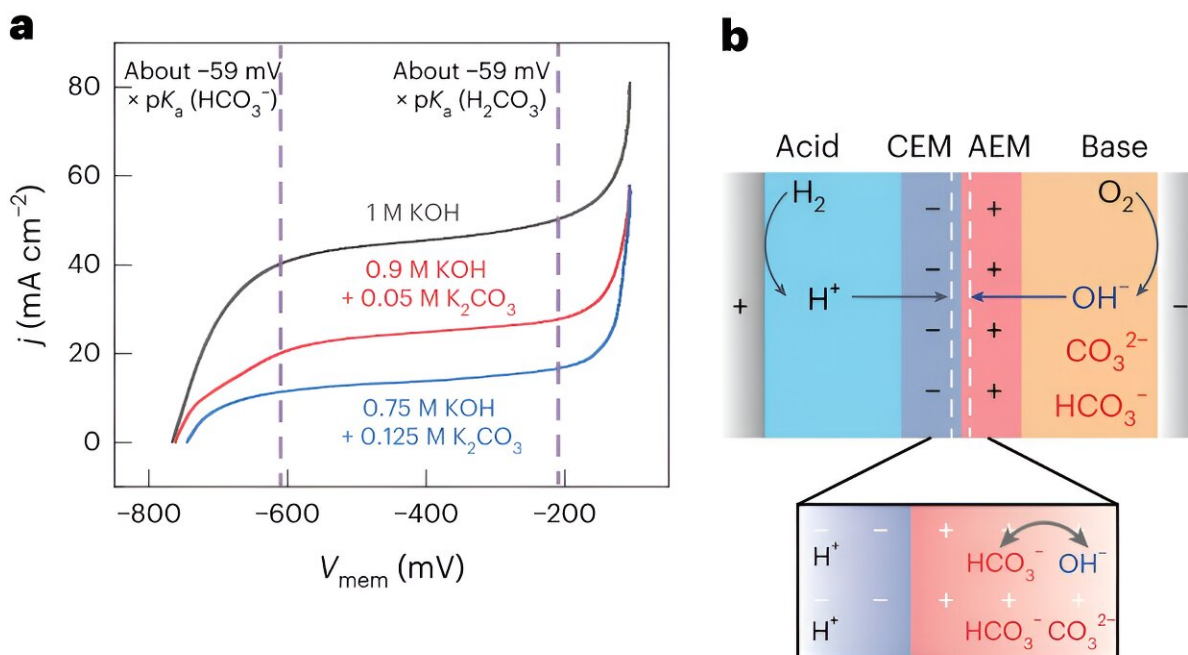 a
About −59 mV
× pKa (HCO3−)
About −59 mV
× pKa (H2CO3)
80
60
40
20
0
j (mA cm−2)
1 M KOH
0.9 M KOH
+ 0.05 M K2CO3
0.75 M KOH
+ 0.125 M K2CO3
−800
−600
−400
−200
Vmem (mV)
b
Acid CEM AEM Base
H2 − + O2
− +
+ H+ OH− −
− +
CO32−
− +
HCO3−
− − + + +
H+ HCO3− OH−
− − + + +
H+ HCO3− CO32−